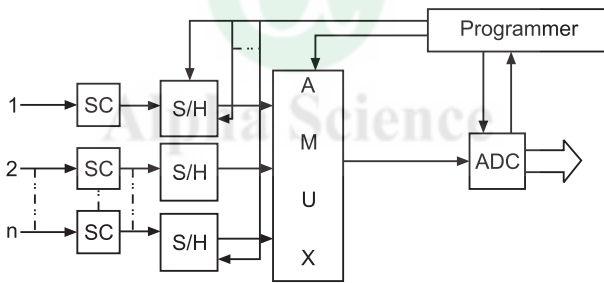 Programmer
1 SC S/H
A
M
U
X
Alpha Science
2 SC S/H
ADC
n SC S/H